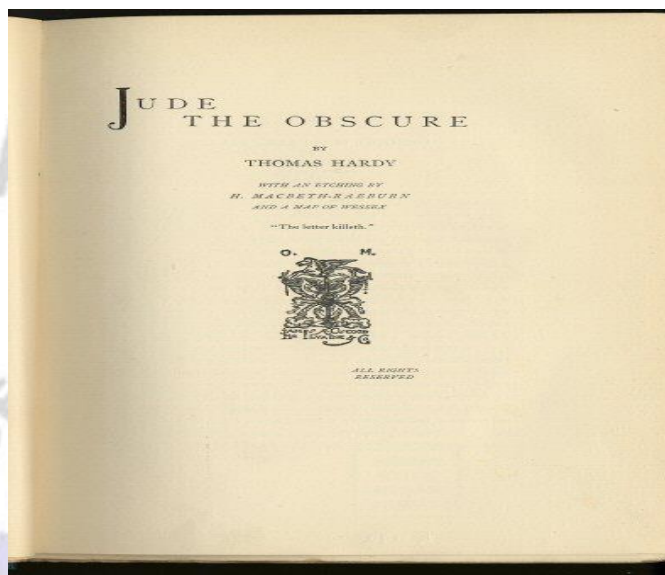 JUDE
THE OBSCURE
BY
THOMAS HARDY
WITH AN ETCHING BY
H. MACBETH-RAEBURN
AND A MAP OF WESSEX
"The letter killeth."
O. M.
ALL RIGHTS
RESERVED